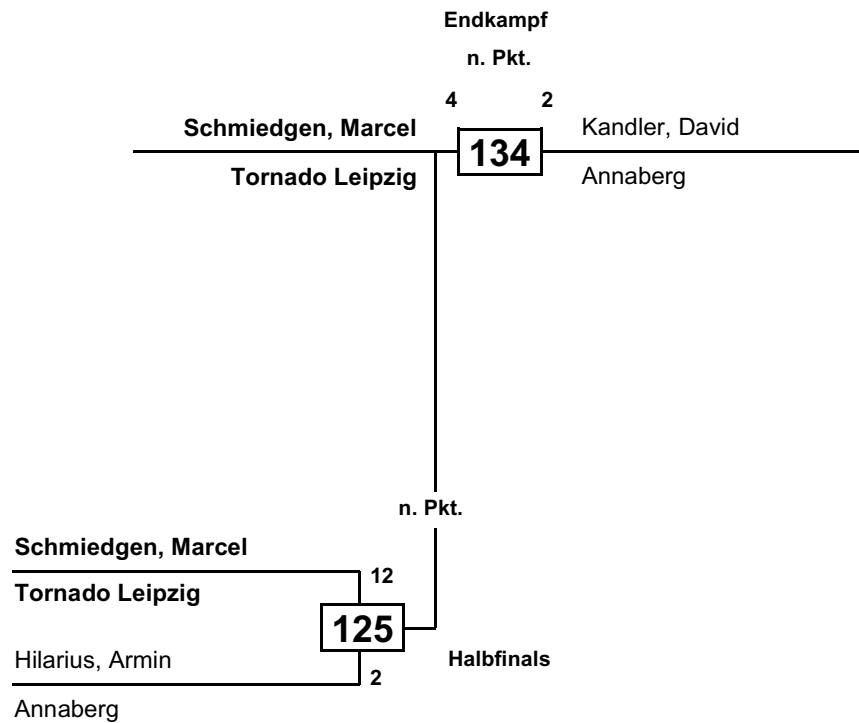 Endkampf
n. Pkt.
4 2
Schmiedgen, Marcel 134 Kandler, David
Tornado Leipzig Annaberg
n. Pkt.
Schmiedgen, Marcel
12
Tornado Leipzig
125
Hilarius, Armin Halbfinals
2
Annaberg